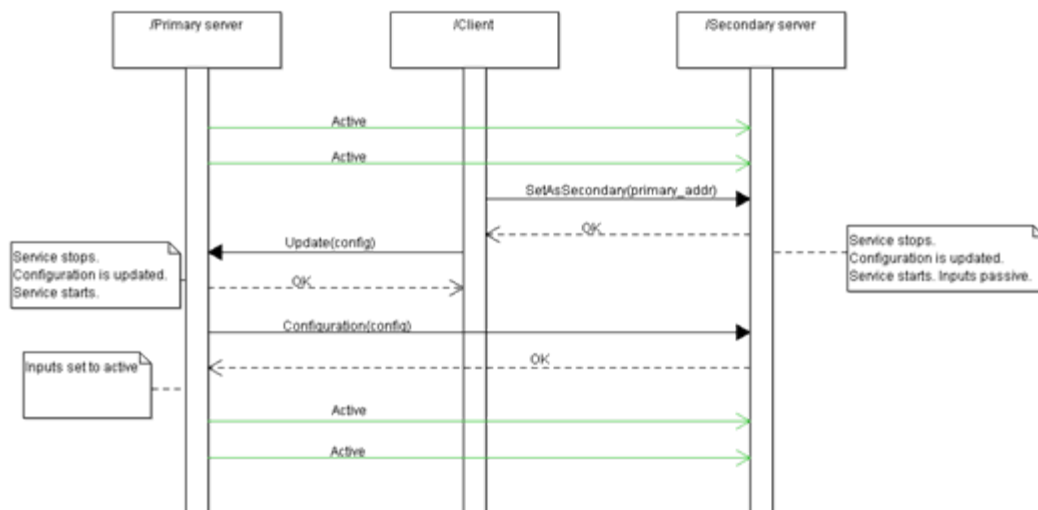 /Primary server
/Client
/Secondary server
Active
Active
SetAsSecondary(primary_addr)
OK
Update(config)
Service stops.
Configuration is updated.
Service starts.
Service stops.
Configuration is updated.
Service starts. Inputs passive.
OK
Configuration(config)
OK
Inputs set to active
Active
Active